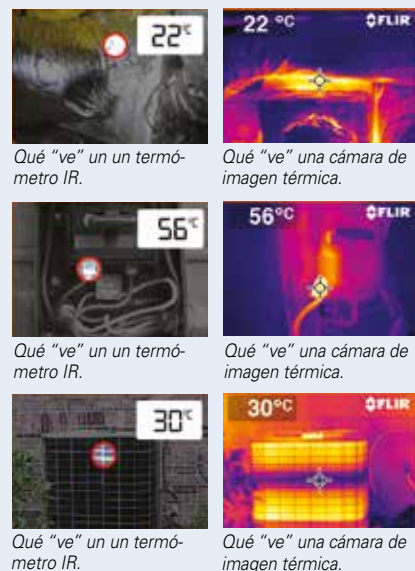 22°C
22 °C FLIR
Qué “ve” un un termó-
metro IR.
Qué “ve” una cámara de
imagen térmica.
56°C
56°C FLIR
Qué “ve” un un termó-
metro IR.
Qué “ve” una cámara de
imagen térmica.
30°C
30°C FLIR
Qué “ve” un un termó-
metro IR.
Qué “ve” una cámara de
imagen térmica.